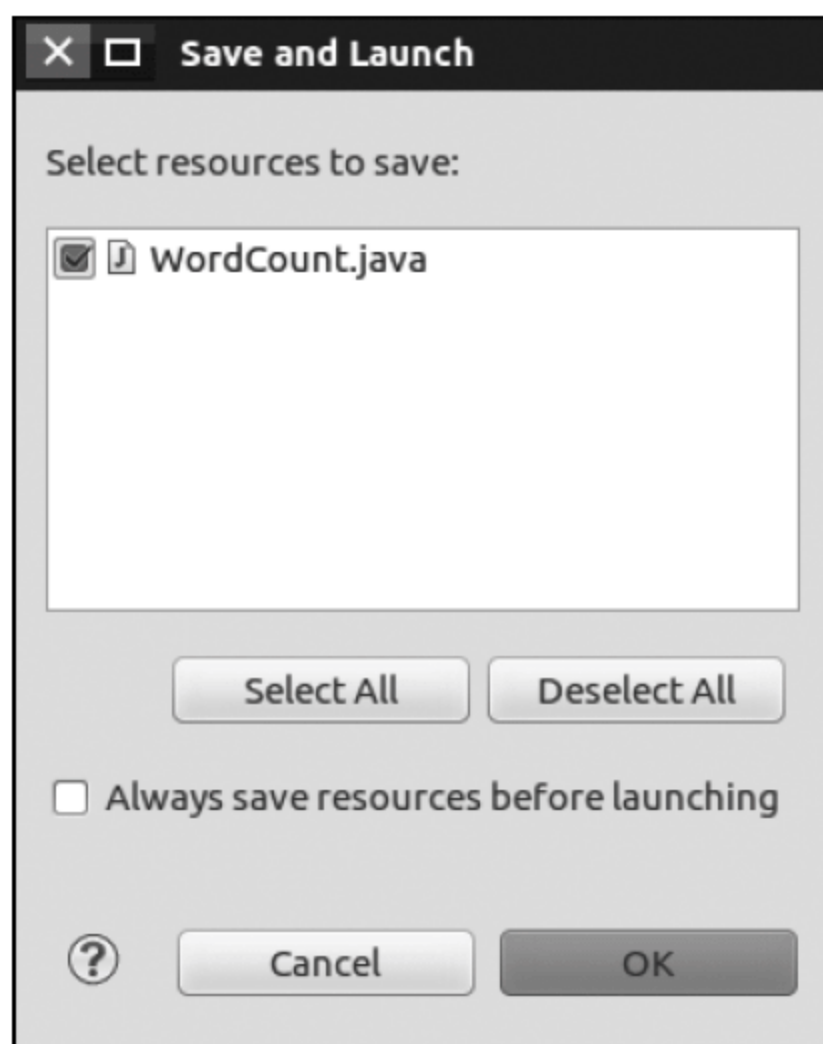 Save and Launch
Select resources to save:
J WordCount.java
Select All Deselect All
Always save resources before launching
? Cancel OK